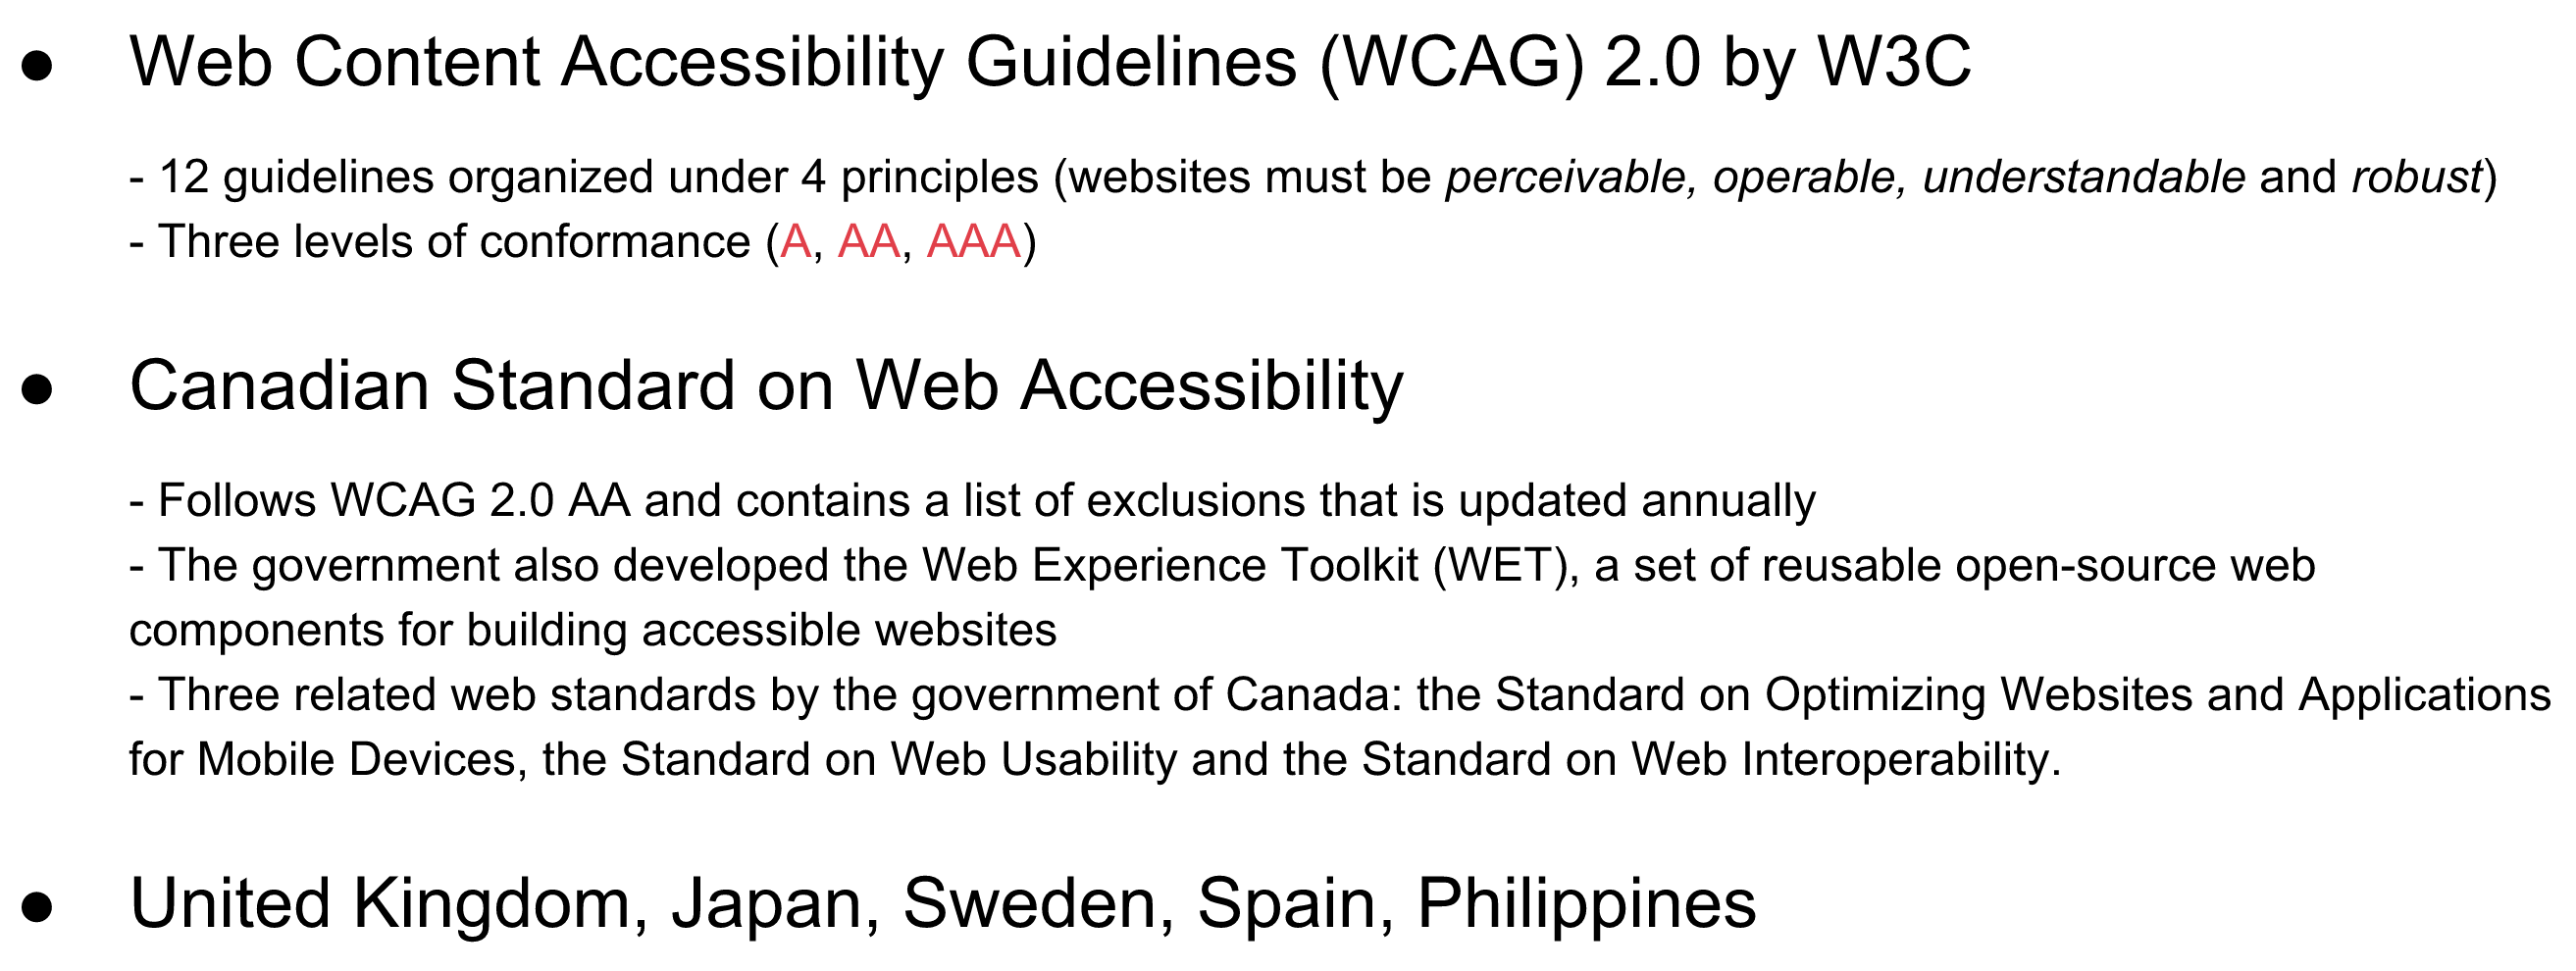 ● Web Content Accessibility Guidelines (WCAG) 2.0 by W3C
- 12 guidelines organized under 4 principles (websites must be perceivable, operable, understandable and robust)
- Three levels of conformance (A, AA, AAA)
● Canadian Standard on Web Accessibility
- Follows WCAG 2.0 AA and contains a list of exclusions that is updated annually
- The government also developed the Web Experience Toolkit (WET), a set of reusable open-source web
components for building accessible websites
- Three related web standards by the government of Canada: the Standard on Optimizing Websites and Applications
for Mobile Devices, the Standard on Web Usability and the Standard on Web Interoperability.
● United Kingdom, Japan, Sweden, Spain, Philippines